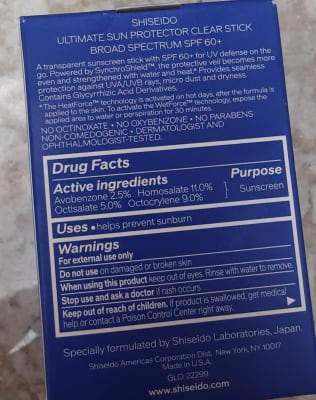 SHISEIDO
ULTIMATE SUN PROTECTOR CLEAR STICK
BROAD SPECTRUM SPF 60+
A transparent sunscreen stick with SPF 60+ for UV defense on the
go. Powered by SynchroShield™, the protective veil becomes more
even and strengthened with water and heat.* Provides seamless
protection against UVA/UVB rays, micro dust and dryness.
Contains Glycyrrhizic Acid Derivatives.
*The HeatForce™ technology is activated on hot days, after the formula is
applied to the skin. To activate the WetForce™ technology, expose the
applied area to water or perspiration for 30 minutes.
NO OCTINOXATE • NO OXYBENZONE • NO PARABENS
NON-COMEDOGENIC • DERMATOLOGIST AND
OPHTHALMOLOGIST-TESTED.
Drug Facts
Active ingredients Purpose
Avobenzone 2.5% Homosalate 11.0%
Octisalate 5.0% Octocrylene 9.0% } Sunscreen
Uses • helps prevent sunburn
Warnings
For external use only
Do not use on damaged or broken skin
When using this product keep out of eyes. Rinse with water to remove.
Stop use and ask a doctor if rash occurs
Keep out of reach of children. If product is swallowed, get medical
help or contact a Poison Control Center right away.
Specially formulated by Shiseido Laboratories, Japan.
Shiseido Americas Corporation Dist. New York, NY 10017
Made in U.S.A.
GLO 22299
www.shiseido.com